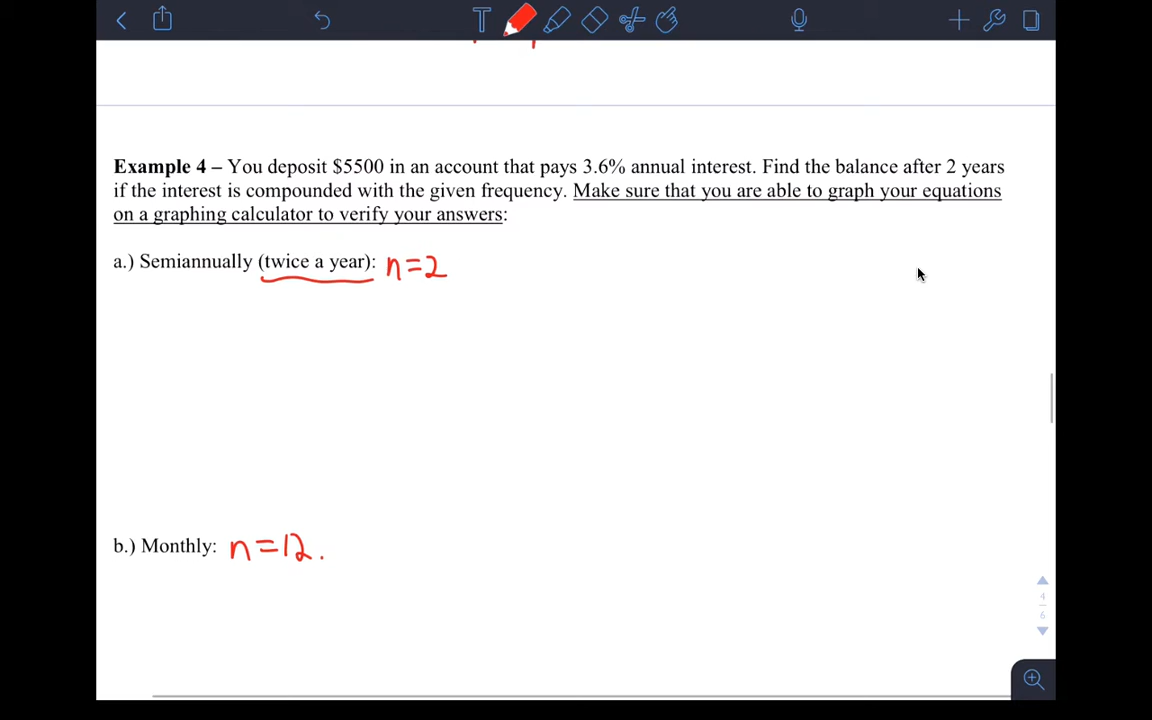 T
Example 4 – You deposit $5500 in an account that pays 3.6% annual interest. Find the balance after 2 years
if the interest is compounded with the given frequency. Make sure that you are able to graph your equations
on a graphing calculator to verify your answers:
a.) Semiannually (twice a year): n=2
b.) Monthly: n=12.
4
6